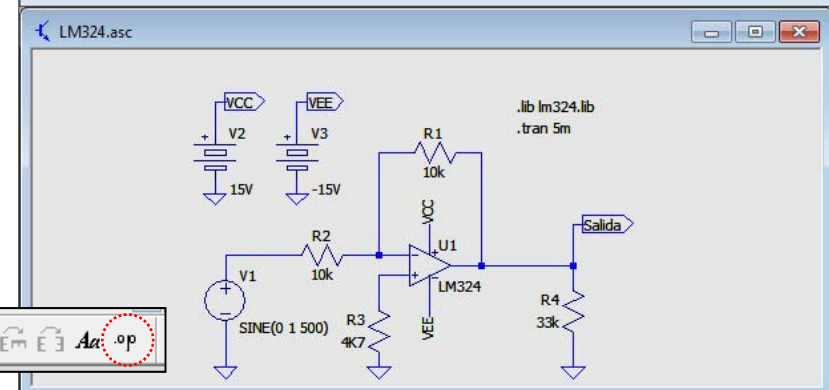 LM324.asc
VCC
VEE
.lib lm324.lib
.tran 5m
V2
V3
R1
15V
-15V
10k
VCC
Salida
R2
U1
V1
10k
LM324
R4
SINE(0 1 500)
R3
33k
4K7
VEE
Aa .op